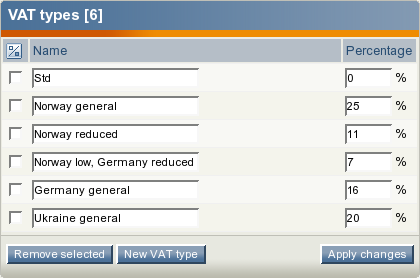 VAT types [6]
Name Percentage
Std 0 %
Norway general 25 %
Norway reduced 11 %
Norway low, Germany reduced 7 %
Germany general 16 %
Ukraine general 20 %
Remove selected New VAT type Apply changes